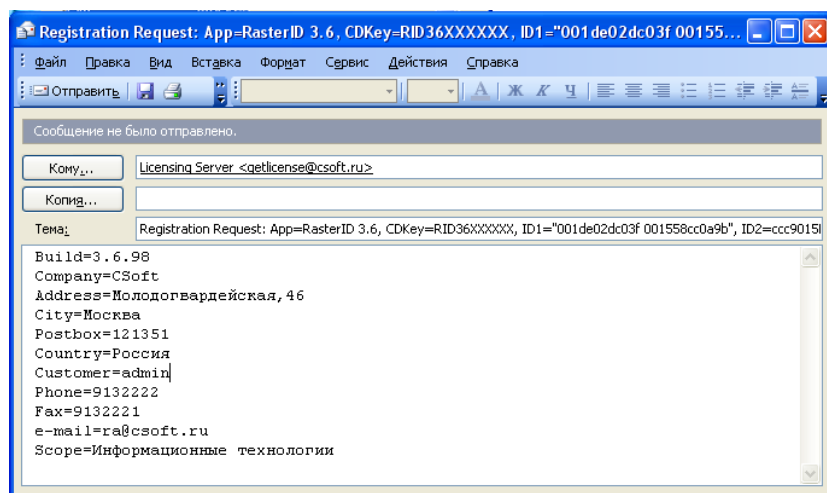 Registration Request: App=RasterID 3.6, CDKey=RID36XXXXXX, ID1="001de02dc03f 00155...
Файл Правка Вид Вставка Формат Сервис Действия Справка
Отправить A Ж К Ч
Сообщение не было отправлено.
Кому... Licensing Server <getlicense@csoft.ru>
Копия...
Тема: Registration Request: App=RasterID 3.6, CDKey=RID36XXXXXX, ID1="001de02dc03f 001558cc0a9b", ID2=ccc9015
Build=3.6.98
Company=CSoft
Address=Молодогвардейская,46
City=Москва
Postbox=121351
Country=Россия
Customer=admin
Phone=9132222
Fax=9132221
e-mail=ra@csoft.ru
Scope=Информационные технологии